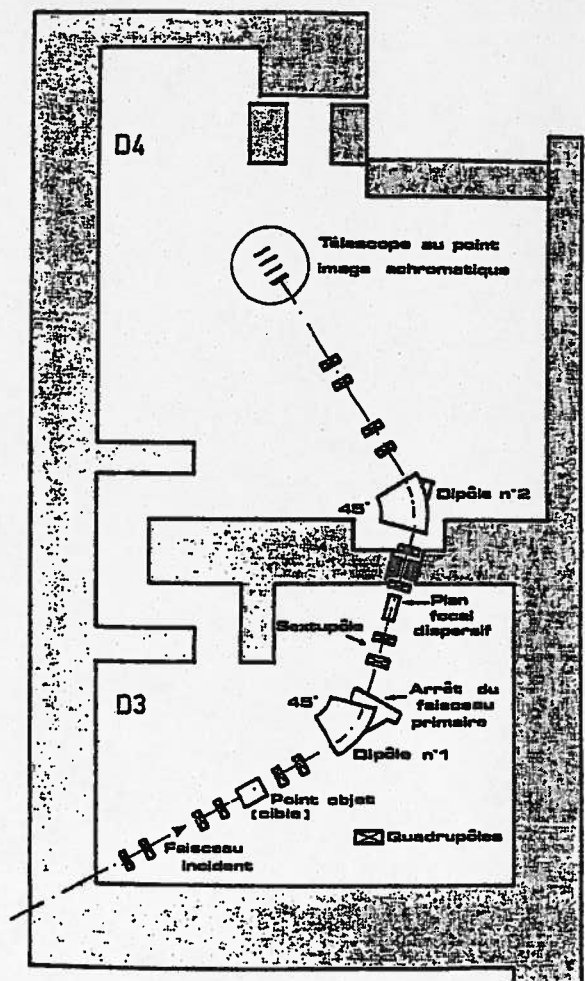 D4
Télescope au point
image achromatique
45°
Dipôle n°2
Plan
focal
dispersif
Sextupôle
D3
45°
Arrêt du
faisceau
primaire
Dipôle n°1
Point objet
(cible)
Faisceau
incident
Quadrupôles